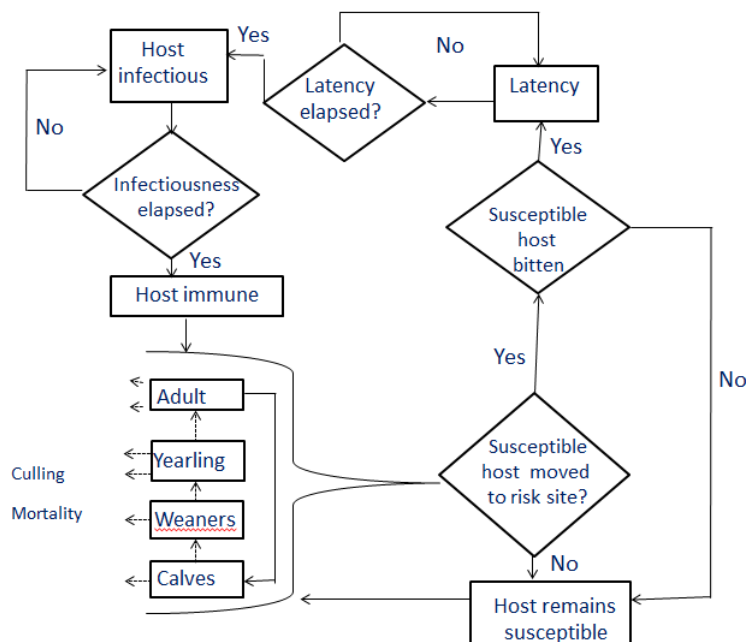 Host
infectious
Yes
No
Latency
elapsed?
Latency
No
Yes
Infectiousness
elapsed?
Susceptible
host
bitten
Yes
Host immune
Yes
No
Adult
Yearling
Susceptible
host moved
to risk site?
Culling
Mortality
Weaners
Calves
No
Host remains
susceptible